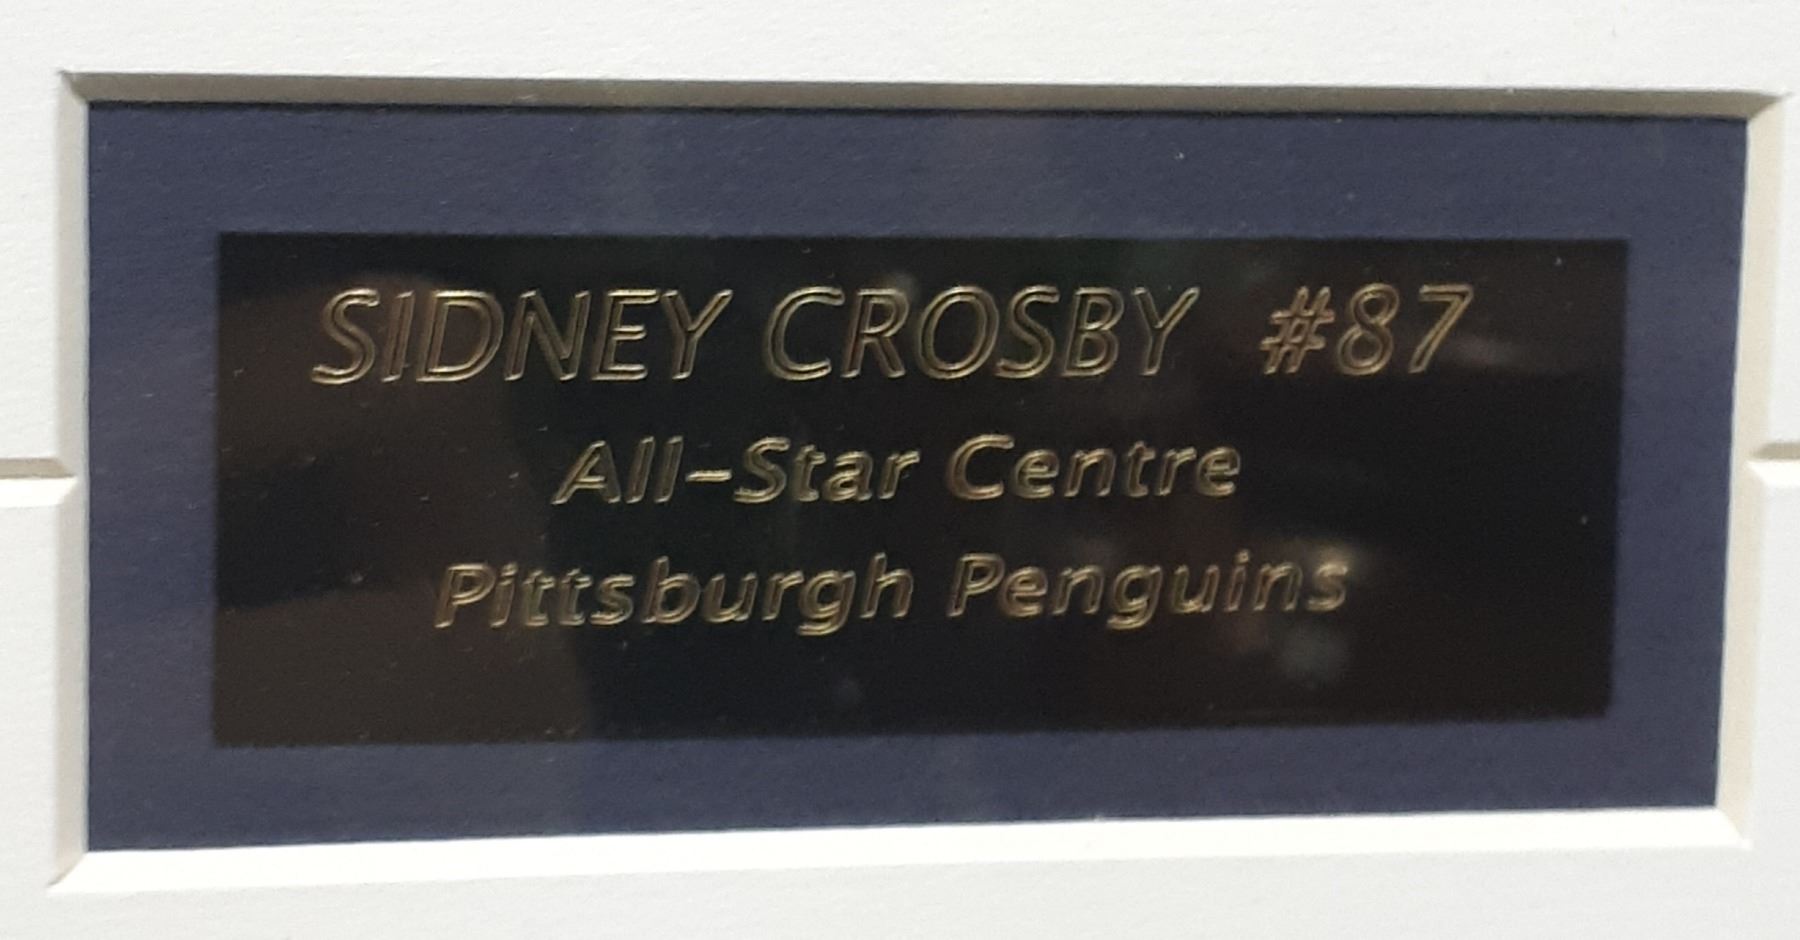 SIDNEY CROSBY #87
All-Star Centre
Pittsburgh Penguins